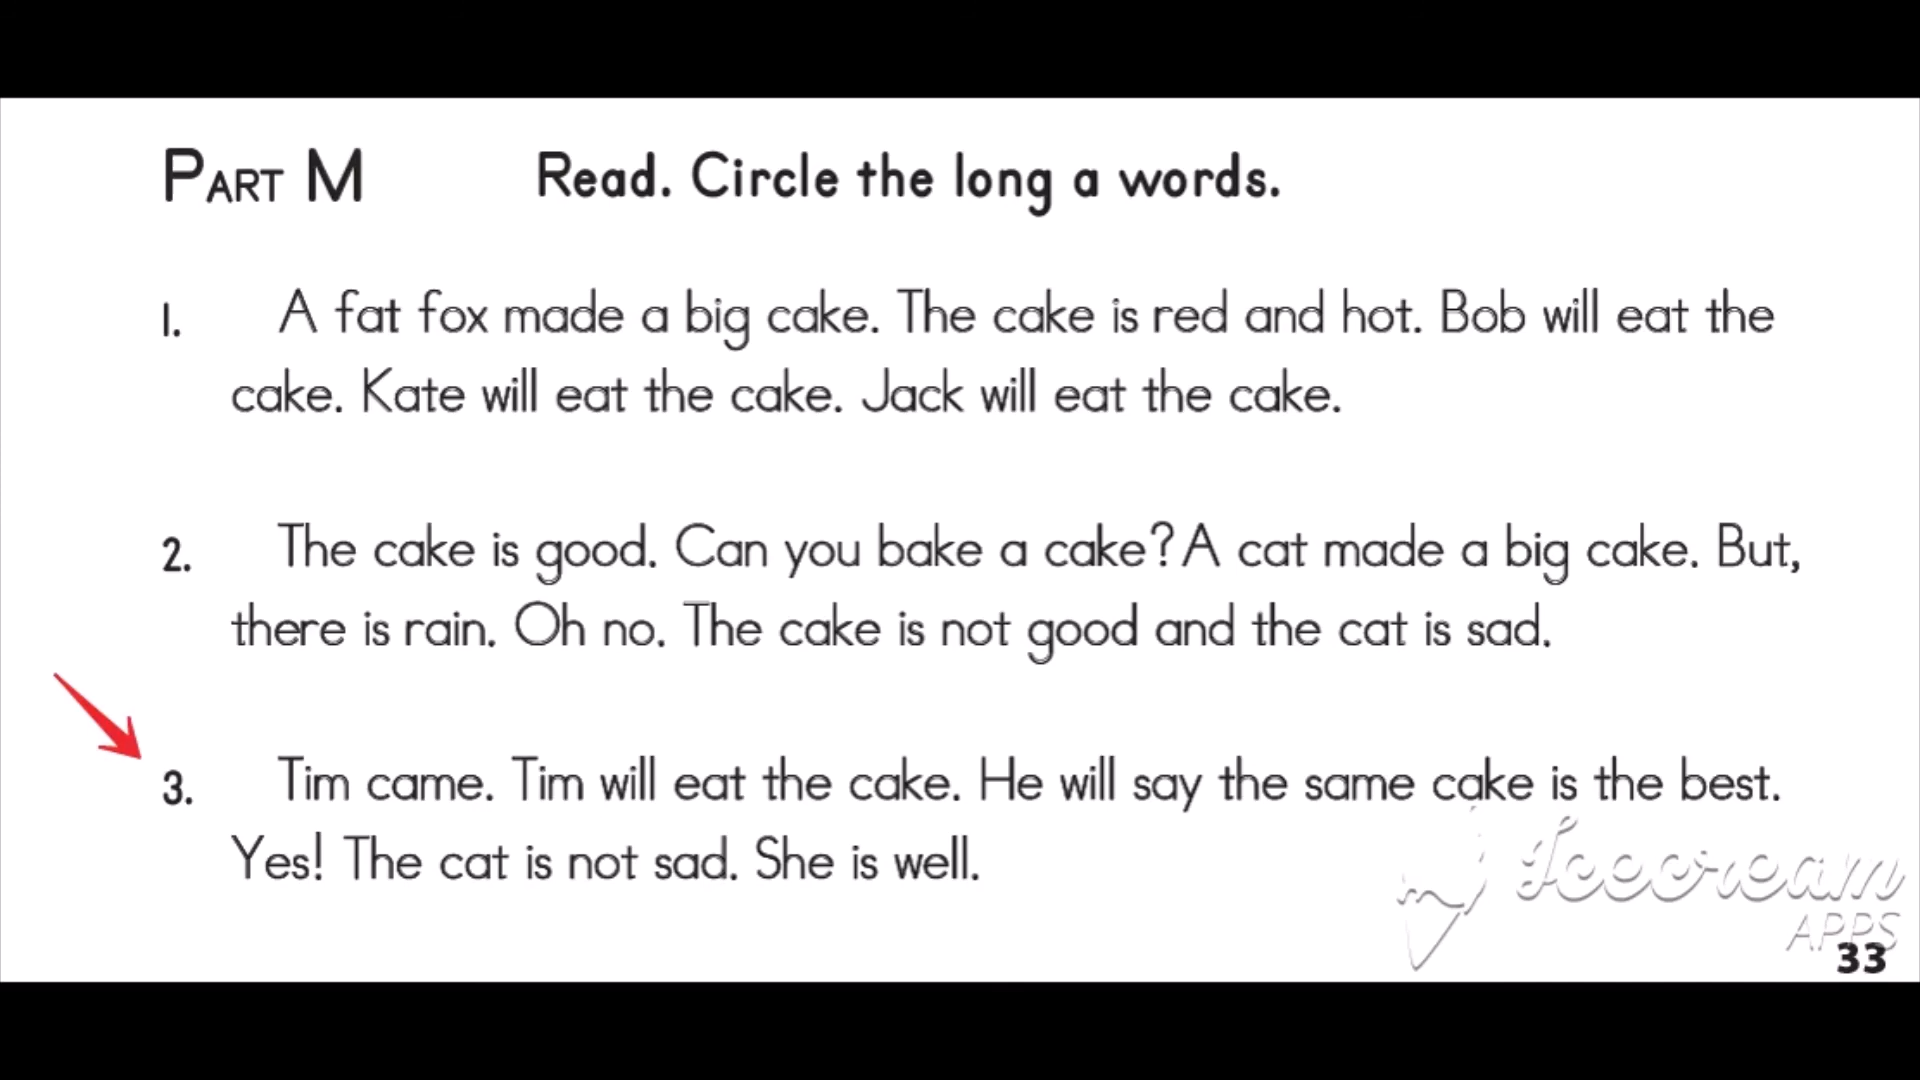 PART M Read. Circle the long a words.
1. A fat fox made a big cake. The cake is red and hot. Bob will eat the
cake. Kate will eat the cake. Jack will eat the cake.
2. The cake is good. Can you bake a cake? A cat made a big cake. But,
there is rain. Oh no. The cake is not good and the cat is sad.
3. Tim came. Tim will eat the cake. He will say the same cake is the best.
Yes! The cat is not sad. She is well.
Icecream
APPS
33